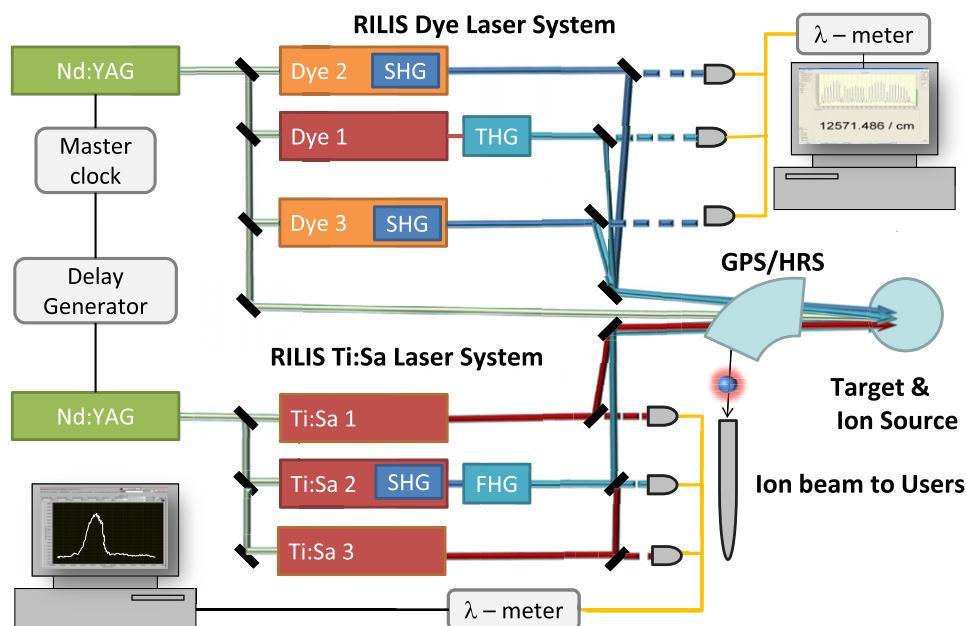 RILIS Dye Laser System
λ – meter
Nd:YAG
Dye 2
SHG
12571.486 / cm
Dye 1
THG
Master
clock
Dye 3
SHG
GPS/HRS
Delay
Generator
RILIS Ti:Sa Laser System
Target &
Ion Source
Nd:YAG
Ti:Sa 1
Ti:Sa 2
SHG
FHG
Ion beam to Users
Ti:Sa 3
λ – meter